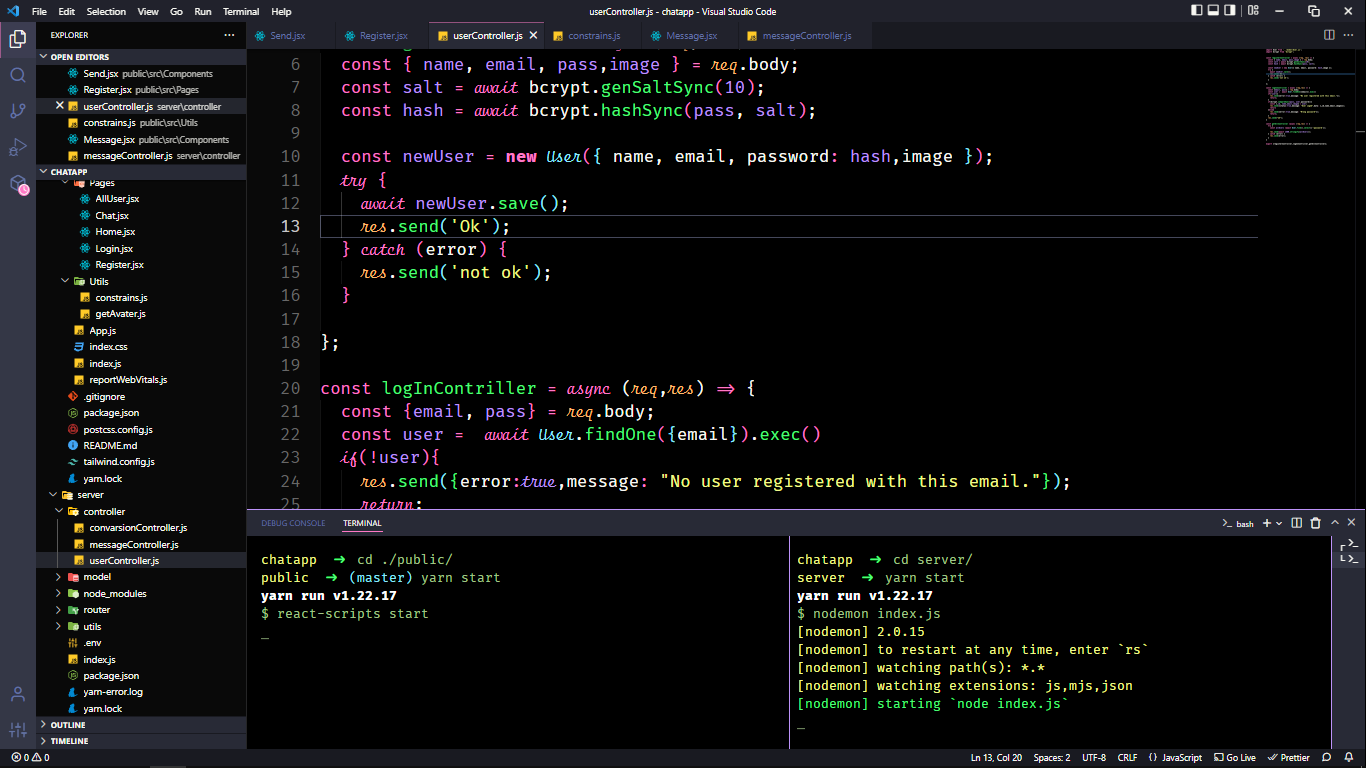 File Edit Selection View Go Run Terminal Help
userController.js - chatapp - Visual Studio Code
EXPLORER
OPEN EDITORS
Send.jsx public\src\Components
Register.jsx public\src\Pages
userController.js server\controller
constrains.js public\src\Utils
Message.jsx public\src\Components
messageController.js server\controller
CHATAPP
Pages
AllUser.jsx
Chat.jsx
Home.jsx
Login.jsx
Register.jsx
Utils
constrains.js
getAvater.js
App.js
index.css
index.js
reportWebVitals.js
.gitignore
package.json
postcss.config.js
README.md
tailwind.config.js
yarn.lock
server
controller
convarsionController.js
messageController.js
userController.js
model
node_modules
router
utils
.env
index.js
package.json
yarn-error.log
yarn.lock
OUTLINE
TIMELINE
Send.jsx Register.jsx userController.js constrains.js Message.jsx messageController.js
6 const { name, email, pass,image } = req.body;
7 const salt = await bcrypt.genSaltSync(10);
8 const hash = await bcrypt.hashSync(pass, salt);
9
10 const newUser = new User({ name, email, password: hash,image });
11 try {
12 await newUser.save();
13 res.send('Ok');
14 } catch (error) {
15 res.send('not ok');
16 }
17
18 };
19
20 const logInContriller = async (req,res) => {
21 const {email, pass} = req.body;
22 const user =  await User.findOne({email}).exec()
23 if(!user){
24 res.send({error:true,message: "No user registered with this email."});
25 return;
DEBUG CONSOLE TERMINAL
bash
chatapp ➜ cd ./public/
public ➜ (master) yarn start
yarn run v1.22.17
$ react-scripts start
chatapp ➜ cd server/
server ➜ yarn start
yarn run v1.22.17
$ nodemon index.js
[nodemon] 2.0.15
[nodemon] to restart at any time, enter `rs`
[nodemon] watching path(s): *.*
[nodemon] watching extensions: js,mjs,json
[nodemon] starting `node index.js`
0 0
Ln 13, Col 20 Spaces: 2 UTF-8 CRLF {} JavaScript Go Live Prettier